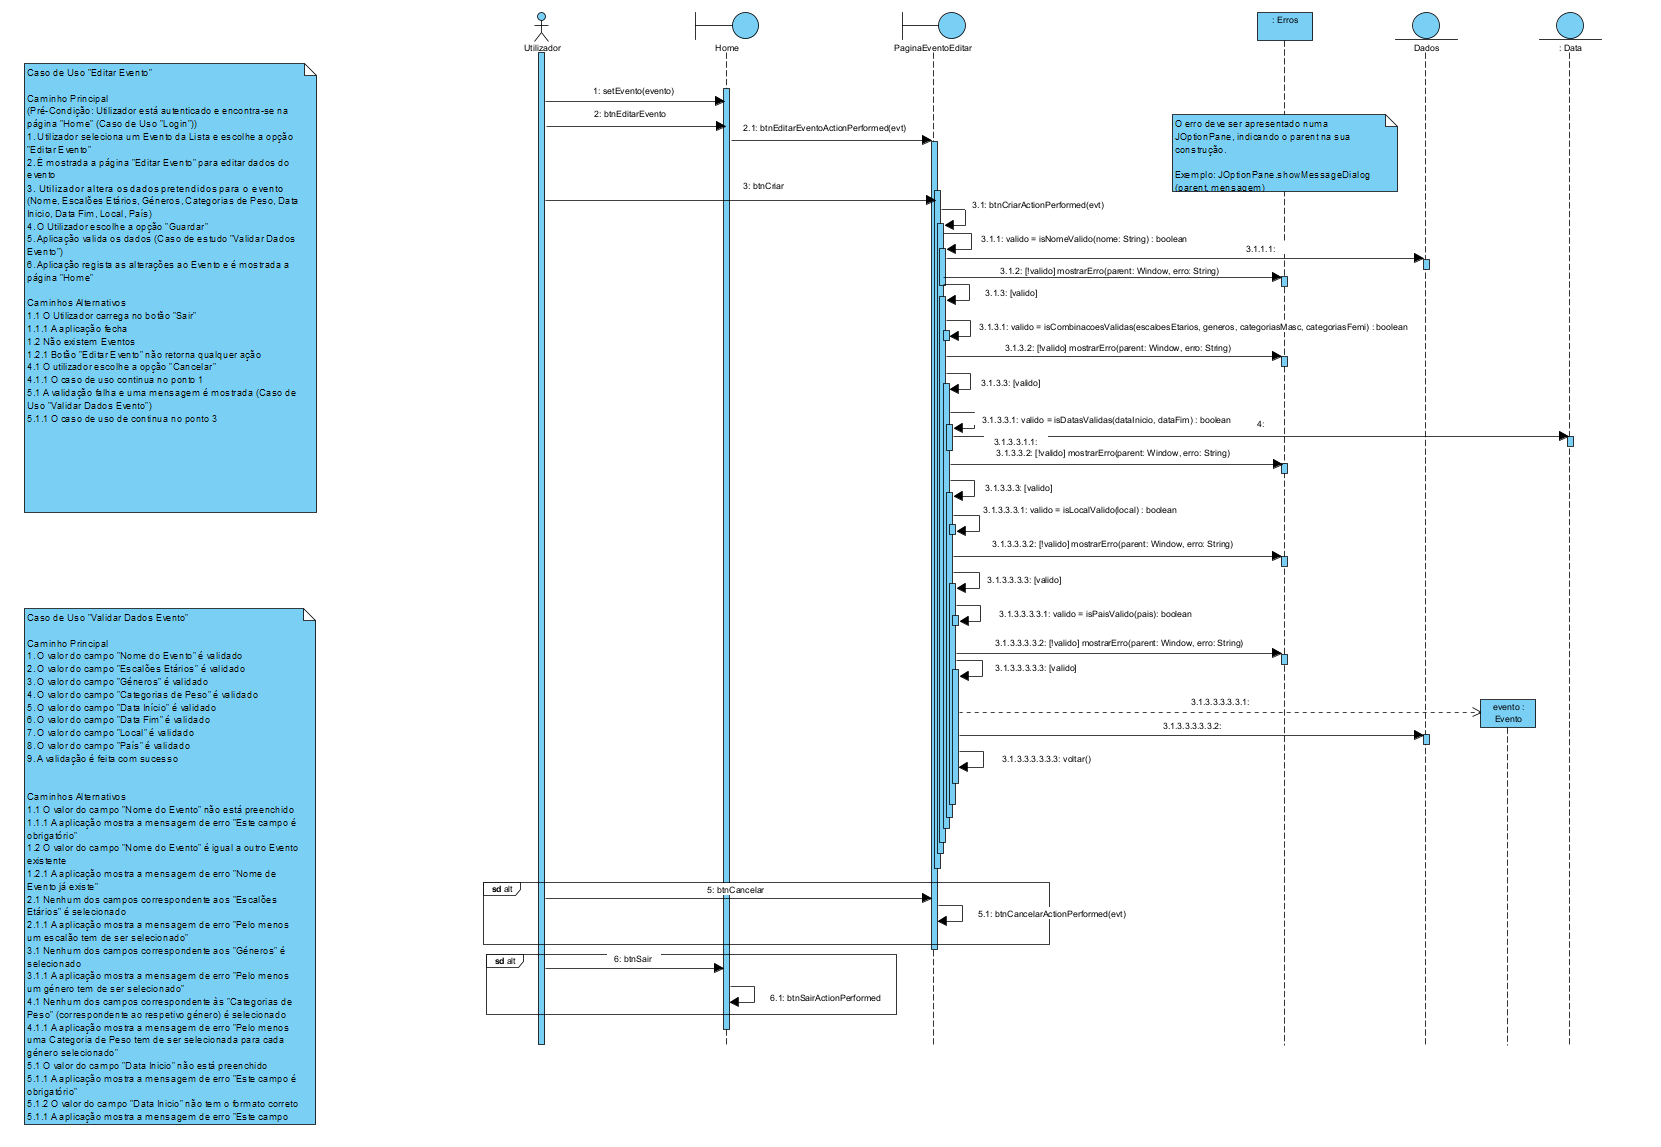 Utilizador
Home
PaginaEventoEditar
: Erros
Dados
: Data
Caso de Uso "Editar Evento"
Caminho Principal
(Pré-Condição: Utilizador está autenticado e encontra-se na
página "Home" (Caso de Uso "Login"))
1. Utilizador seleciona um Evento da Lista e escolhe a opção
"Editar Evento"
2. É mostrada a página "Editar Evento" para editar dados do
evento
3. Utilizador altera os dados pretendidos para o evento
(Nome, Escalões Etários, Géneros, Categorias de Peso, Data
Inicio, Data Fim, Local, País)
4. O Utilizador escolhe a opção "Guardar"
5. Aplicação valida os dados (Caso de estudo "Validar Dados
Evento")
6. Aplicação regista as alterações ao Evento e é mostrada a
página "Home"
Caminhos Alternativos
1.1 O Utilizador carrega no botão "Sair"
1.1.1 A aplicação fecha
1.2 Não existem Eventos
1.2.1 Botão "Editar Evento" não retorna qualquer ação
4.1 O utilizador escolhe a opção "Cancelar"
4.1.1 O caso de uso continua no ponto 1
5.1 A validação falha e uma mensagem é mostrada (Caso de
Uso "Validar Dados Evento")
5.1.1 O caso de uso de continua no ponto 3
Caso de Uso "Validar Dados Evento"
Caminho Principal
1. O valor do campo "Nome do Evento" é validado
2. O valor do campo "Escalões Etários" é validado
3. O valor do campo "Géneros" é validado
4. O valor do campo "Categorias de Peso" é validado
5. O valor do campo "Data Início" é validado
6. O valor do campo "Data Fim" é validado
7. O valor do campo "Local" é validado
8. O valor do campo "País" é validado
9. A validação é feita com sucesso
Caminhos Alternativos
1.1 O valor do campo "Nome do Evento" não está preenchido
1.1.1 A aplicação mostra a mensagem de erro "Este campo é
obrigatório"
1.2 O valor do campo "Nome do Evento" é igual a outro Evento
existente
1.2.1 A aplicação mostra a mensagem de erro "Nome de
Evento já existe"
2.1 Nenhum dos campos correspondente aos "Escalões
Etários" é selecionado
2.1.1 A aplicação mostra a mensagem de erro "Pelo menos
um escalão tem de ser selecionado"
3.1 Nenhum dos campos correspondente aos "Géneros" é
selecionado
3.1.1 A aplicação mostra a mensagem de erro "Pelo menos
um género tem de ser selecionado"
4.1 Nenhum dos campos correspondente às "Categorias de
Peso" (correspondente ao respetivo género) é selecionado
4.1.1 A aplicação mostra a mensagem de erro "Pelo menos
uma Categoria de Peso tem de ser selecionada para cada
género selecionado"
5.1 O valor do campo "Data Inicio" não está preenchido
5.1.1 A aplicação mostra a mensagem de erro "Este campo é
obrigatório"
5.1.2 O valor do campo "Data Inicio" não tem o formato correto
5.1.1 A aplicação mostra a mensagem de erro "Este campo
1: setEvento(evento)
2: btnEditarEvento
2.1: btnEditarEventoActionPerformed(evt)
O erro deve ser apresentado numa
JOptionPane, indicando o parent na sua
construção.
Exemplo: JOptionPane.showMessageDialog
(parent, mensagem)
3: btnCriar
3.1: btnCriarActionPerformed(evt)
3.1.1: valido = isNomeValido(nome: String) : boolean
3.1.1.1:
3.1.2: [!valido] mostrarErro(parent: Window, erro: String)
3.1.3: [valido]
3.1.3.1: valido = isCombinacoesValidas(escaloesEtarios, generos, categoriasMasc, categoriasFemi) : boolean
3.1.3.2: [!valido] mostrarErro(parent: Window, erro: String)
3.1.3.3: [valido]
3.1.3.3.1: valido = isDatasValidas(dataInicio, dataFim) : boolean
4:
3.1.3.3.1.1:
3.1.3.3.2: [!valido] mostrarErro(parent: Window, erro: String)
3.1.3.3.3: [valido]
3.1.3.3.3.1: valido = isLocalValido(local) : boolean
3.1.3.3.3.2: [!valido] mostrarErro(parent: Window, erro: String)
3.1.3.3.3.3: [valido]
3.1.3.3.3.3.1: valido = isPaisValido(pais): boolean
3.1.3.3.3.3.2: [!valido] mostrarErro(parent: Window, erro: String)
3.1.3.3.3.3.3: [valido]
3.1.3.3.3.3.3.1:
evento :
Evento
3.1.3.3.3.3.3.2:
3.1.3.3.3.3.3.3: voltar()
sd alt
5: btnCancelar
5.1: btnCancelarActionPerformed(evt)
sd alt
6: btnSair
6.1: btnSairActionPerformed